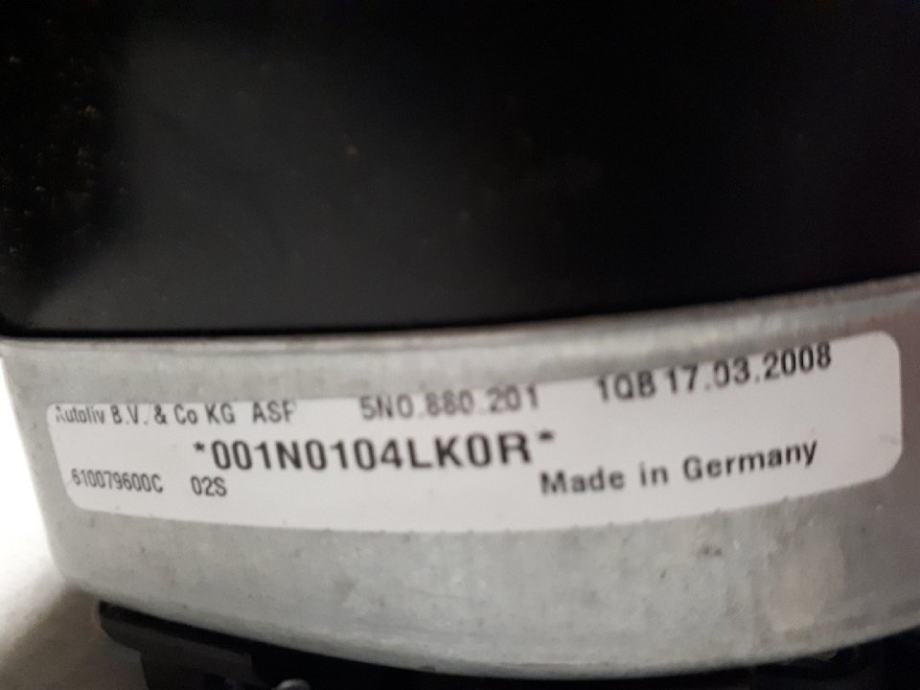 Autoliv B.V. & Co KG ASF 5N0.880.201 1QB 17.03.2008
*001N0104LK0R*
610079600C 02S Made in Germany